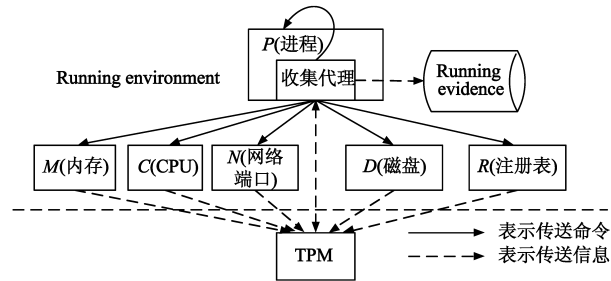 P(进程)
收集代理
Running environment
Running
evidence
M(内存)
C(CPU)
N(网络
端口)
D(磁盘)
R(注册表)
TPM
表示传送命令
表示传送信息